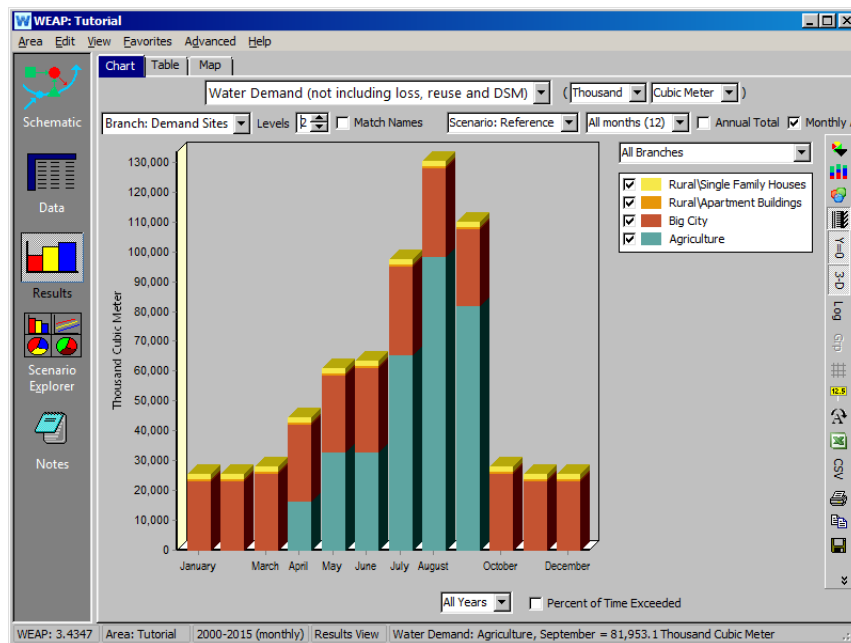 WEAP: Tutorial
Area Edit View Favorites Advanced Help
Chart Table Map
Water Demand (not including loss, reuse and DSM) ( Thousand Cubic Meter )
Branch: Demand Sites Levels 2 Match Names Scenario: Reference All months (12) Annual Total Monthly
Schematic
Data
Results
Scenario
Explorer
Notes
Thousand Cubic Meter
130,000
120,000
110,000
100,000
90,000
80,000
70,000
60,000
50,000
40,000
30,000
20,000
10,000
0
January March April May June July August October December
All Branches
Rural\Single Family Houses
Rural\Apartment Buildings
Big City
Agriculture
Y=0
3-D
Log
Grp
12.5
A
CSV
All Years Percent of Time Exceeded
WEAP: 3.4347 Area: Tutorial 2000-2015 (monthly) Results View Water Demand: Agriculture, September = 81,953.1 Thousand Cubic Meter